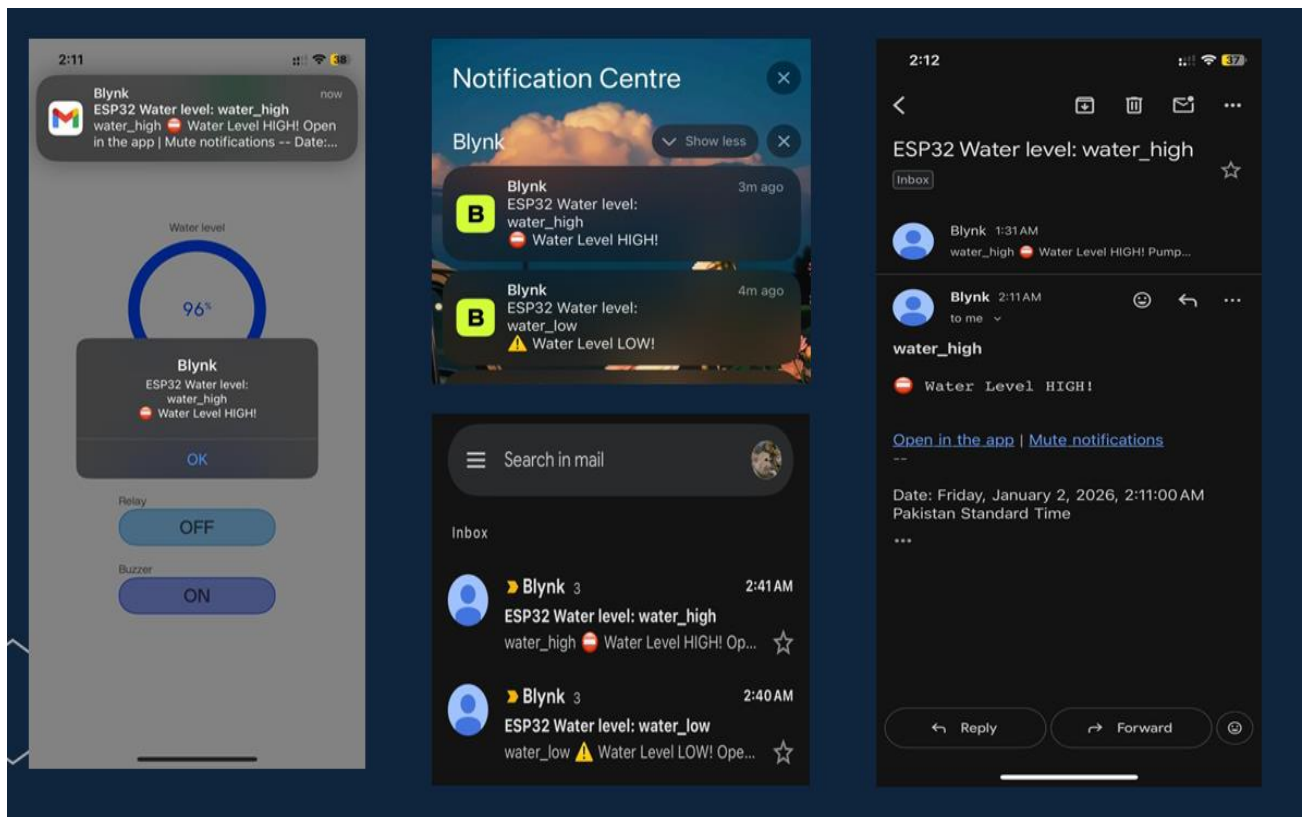 2:11
38
Blynk
now
ESP32 Water level: water_high
water_high ⛔ Water Level HIGH! Open
in the app | Mute notifications -- Date:...
Water level
96%
Blynk
ESP32 Water level:
water_high
⛔ Water Level HIGH!
OK
Relay
OFF
Buzzer
ON
Notification Centre
Blynk
Show less
Blynk
3m ago
ESP32 Water level:
water_high
⛔ Water Level HIGH!
Blynk
4m ago
ESP32 Water level:
water_low
⚠️ Water Level LOW!
Search in mail
Inbox
Blynk 3
2:41 AM
ESP32 Water level: water_high
water_high ⛔ Water Level HIGH! Op...
Blynk 3
2:40 AM
ESP32 Water level: water_low
water_low ⚠️ Water Level LOW! Ope...
2:12
37
ESP32 Water level: water_high
Inbox
Blynk 1:31 AM
water_high ⛔ Water Level HIGH! Pump...
Blynk 2:11 AM
to me
water_high
⛔ Water Level HIGH!
Open in the app | Mute notifications
--
Date: Friday, January 2, 2026, 2:11:00 AM
Pakistan Standard Time
Reply
Forward